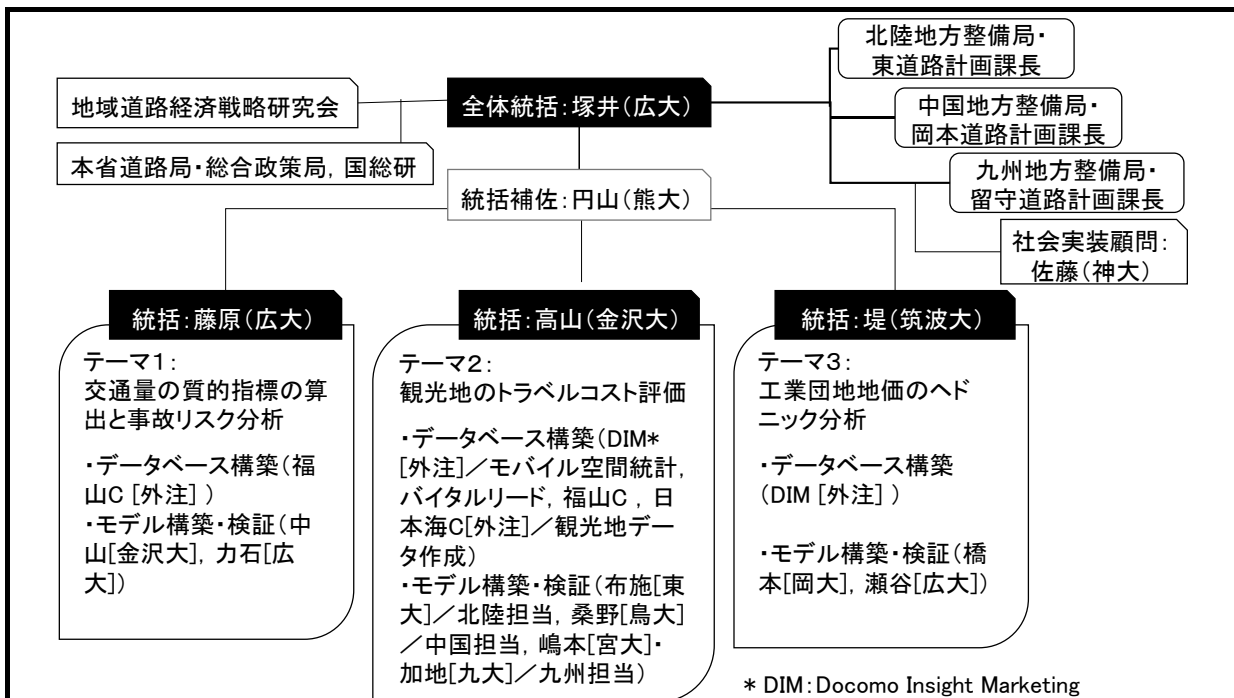 地域道路経済戦略研究会
本省道路局・総合政策局, 国総研
全体統括:塚井(広大)
統括補佐:円山(熊大)
北陸地方整備局・
東道路計画課長
中国地方整備局・
岡本道路計画課長
九州地方整備局・
留守道路計画課長
社会実装顧問:
佐藤(神大)
統括:藤原(広大)
テーマ1:
交通量の質的指標の算
出と事故リスク分析
・データベース構築(福
山C [外注] )
・モデル構築・検証(中
山[金沢大], 力石[広
大])
統括:高山(金沢大)
テーマ2:
観光地のトラベルコスト評価
・データベース構築(DIM*
[外注]/モバイル空間統計,
バイタルリード, 福山C , 日
本海C[外注]/観光地デー
タ作成)
・モデル構築・検証(布施[東
大]/北陸担当, 桑野[鳥大]
/中国担当, 嶋本[宮大]・
加地[九大]/九州担当)
統括:堤(筑波大)
テーマ3:
工業団地地価のヘド
ニック分析
・データベース構築
(DIM [外注] )
・モデル構築・検証(橋
本[岡大], 瀬谷[広大])
* DIM:Docomo Insight Marketing